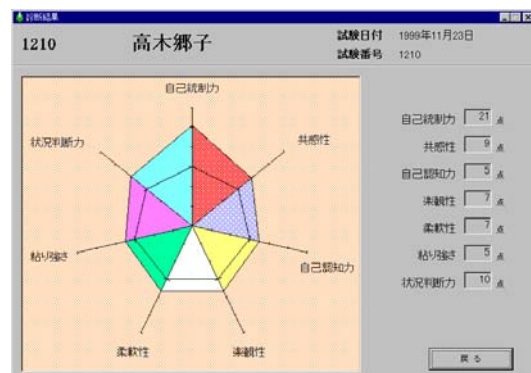 診断結果
1210 高木郷子 試験日付 1999年11月23日
試験番号 1210
自己統制力
共感性
自己認知力
楽観性
柔軟性
粘り強さ
状況判断力
自己統制力 21 点
共感性 9 点
自己認知力 5 点
楽観性 7 点
柔軟性 7 点
粘り強さ 5 点
状況判断力 10 点
戻る